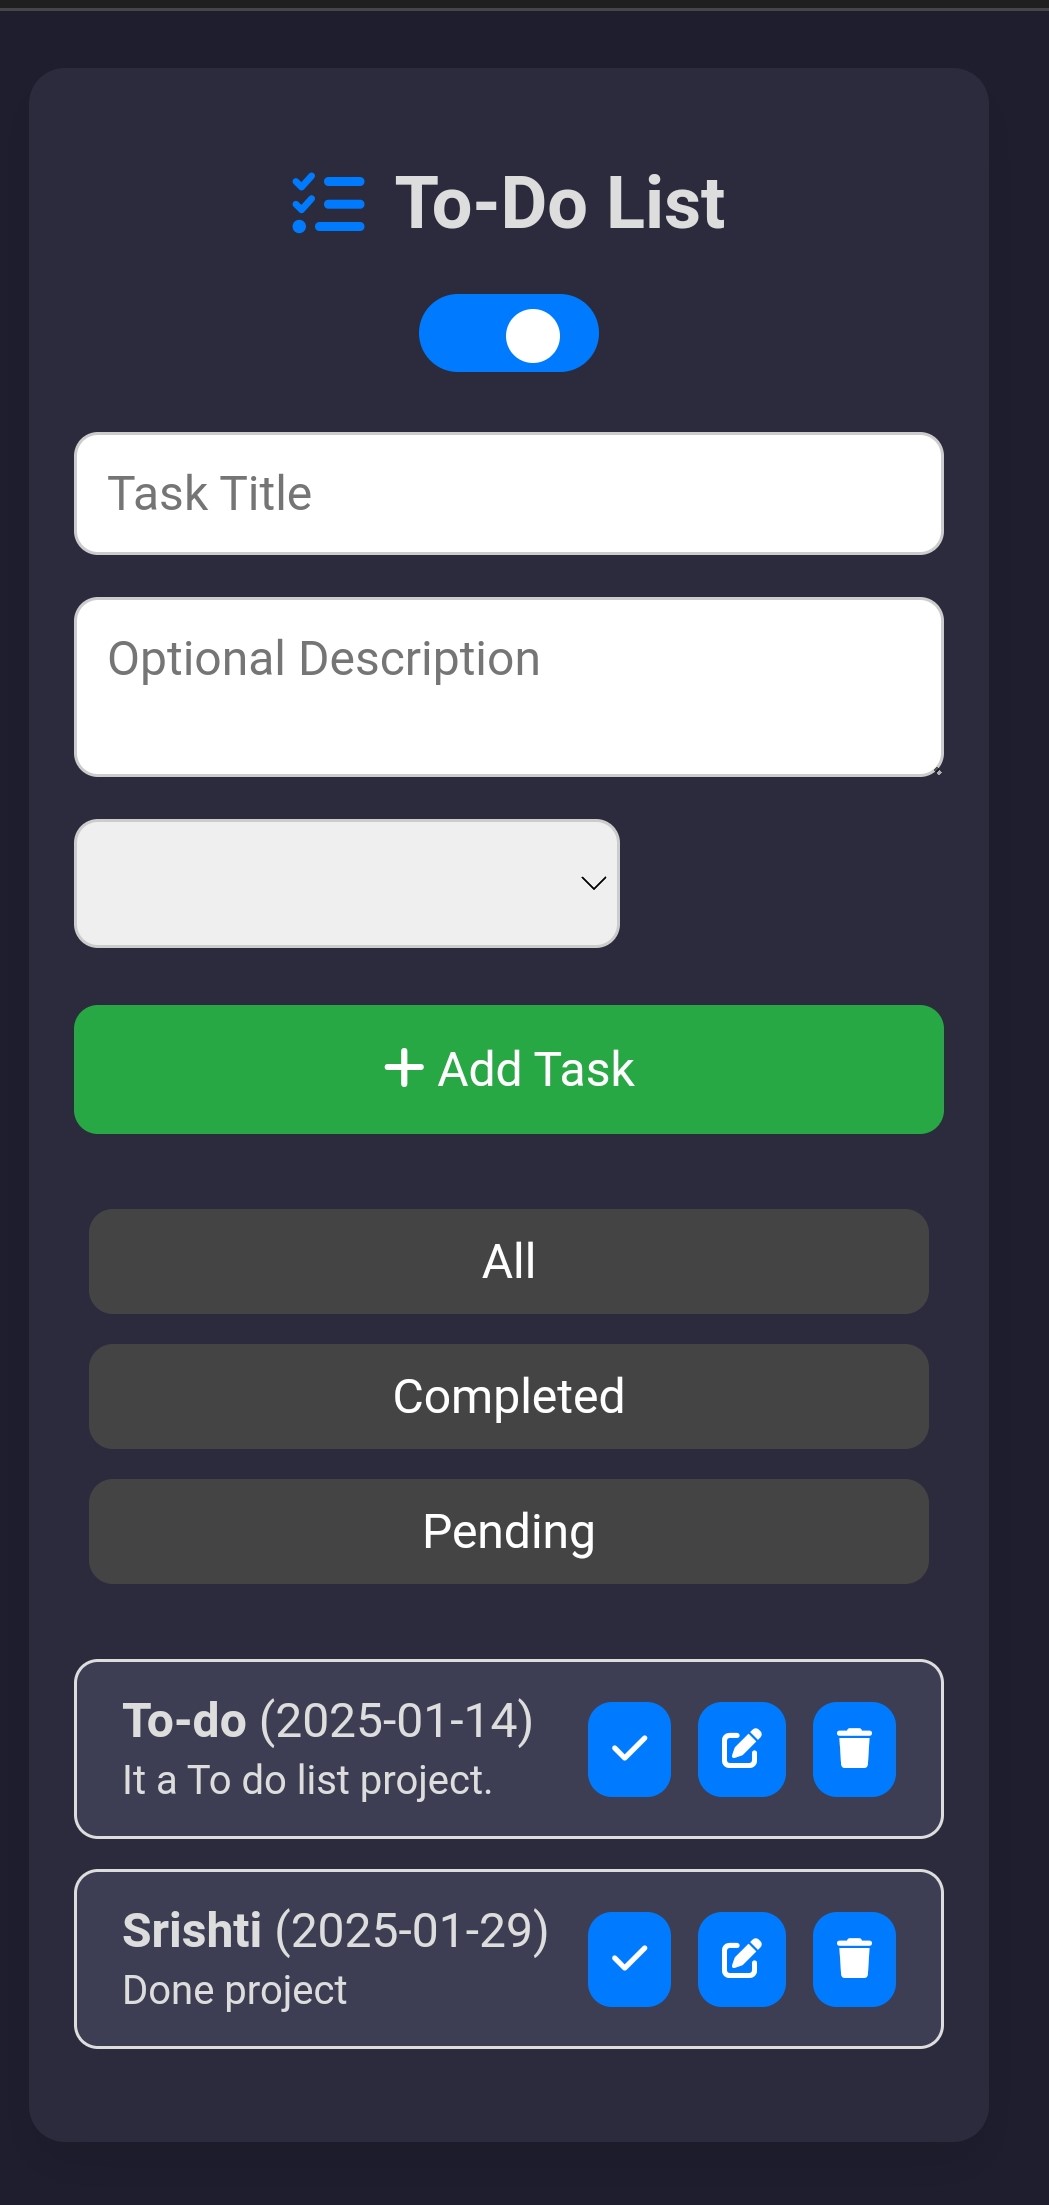 To-Do List
Task Title
Optional Description
Add Task
All
Completed
Pending
To-do (2025-01-14)
It a To do list project.
Srishti (2025-01-29)
Done project